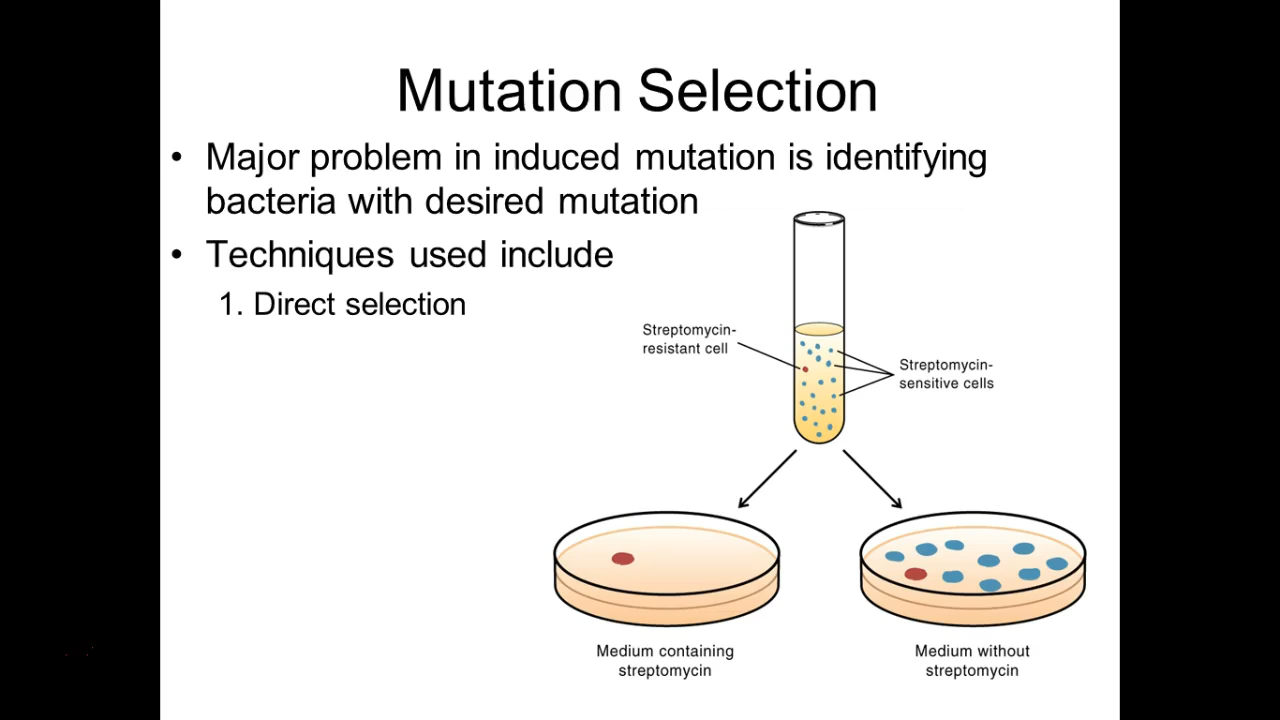 Mutation Selection
• Major problem in induced mutation is identifying
bacteria with desired mutation
• Techniques used include
1. Direct selection
Streptomycin-
resistant cell
Streptomycin-
sensitive cells
Medium containing
streptomycin
Medium without
streptomycin